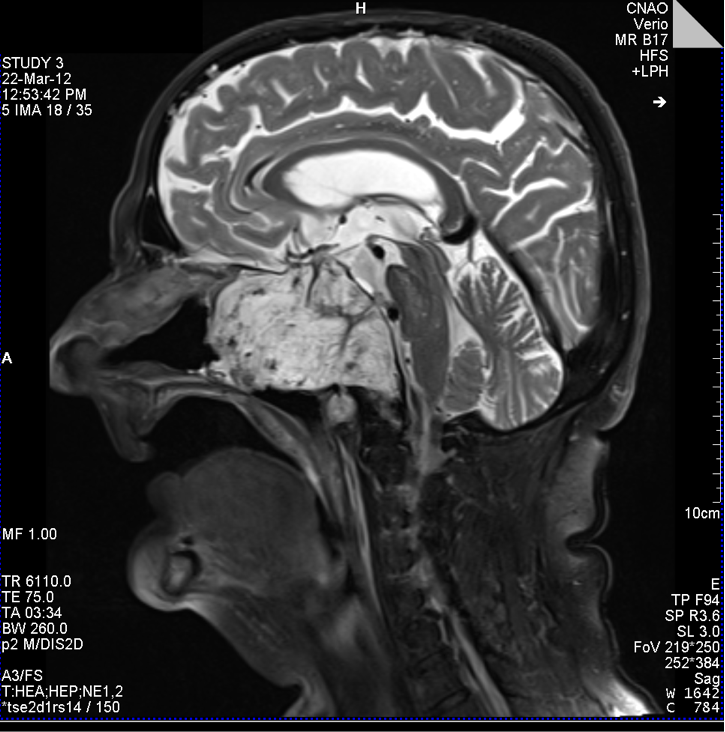 H
CNAO
Verio
MR B17
HFS
+LPH
STUDY 3
22-Mar-12
12:53:42 PM
5 IMA 18 / 35
A
10cm
MF 1.00
TR 6110.0
TE 75.0
TA 03:34
BW 260.0
p2 M/DIS2D
A3/FS
T:HEA;HEP;NE1,2
*tse2d1rs14 / 150
E
TP F94
SP R3.6
SL 3.0
FoV 219*250
252*384
Sag
W 1642
C 784